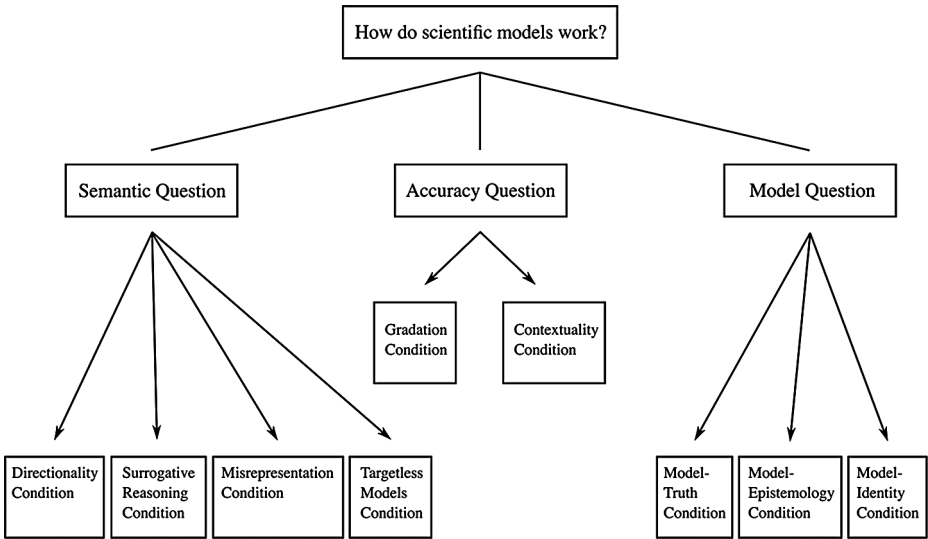 How do scientific models work?
Semantic Question
Accuracy Question
Model Question
Gradation
Condition
Contextuality
Condition
Directionality
Condition
Surrogative
Reasoning
Condition
Misrepresentation
Condition
Targetless
Models
Condition
Model-
Truth
Condition
Model-
Epistemology
Condition
Model-
Identity
Condition